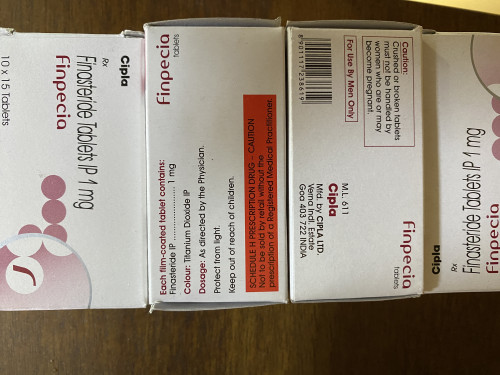 Cipla
Rx
Finasteride Tablets IP 1 mg
Finpecia
10 x 15 Tablets
Finpecia
tablets
Each film-coated tablet contains:
Finasteride IP .................. 1 mg
Colour: Titanium Dioxide IP
Dosage: As directed by the Physician.
Protect from light.
Keep out of reach of children.
SCHEDULE H PRESCRIPTION DRUG – CAUTION
Not to be sold by retail without the
prescription of a Registered Medical Practitioner.
Caution:
Crushed or broken tablets
must not be handled by
women who are or may
become pregnant.
For Use By Men Only
8901117238619
Finpecia
tablets
M.L. 611
Cipla
Mfd. by CIPLA LTD.
Verna Indl. Estate
Goa 403 722 INDIA
Cipla
Rx
Finasteride Tablets IP 1 mg
Finpecia